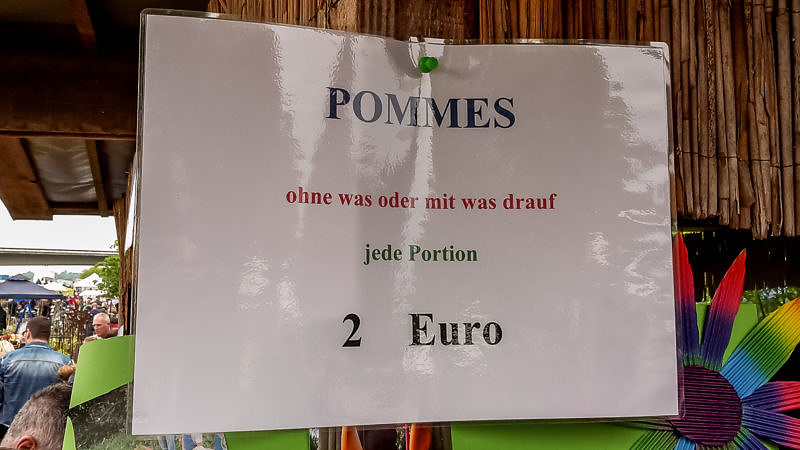 POMMES
ohne was oder mit was drauf
jede Portion
2 Euro